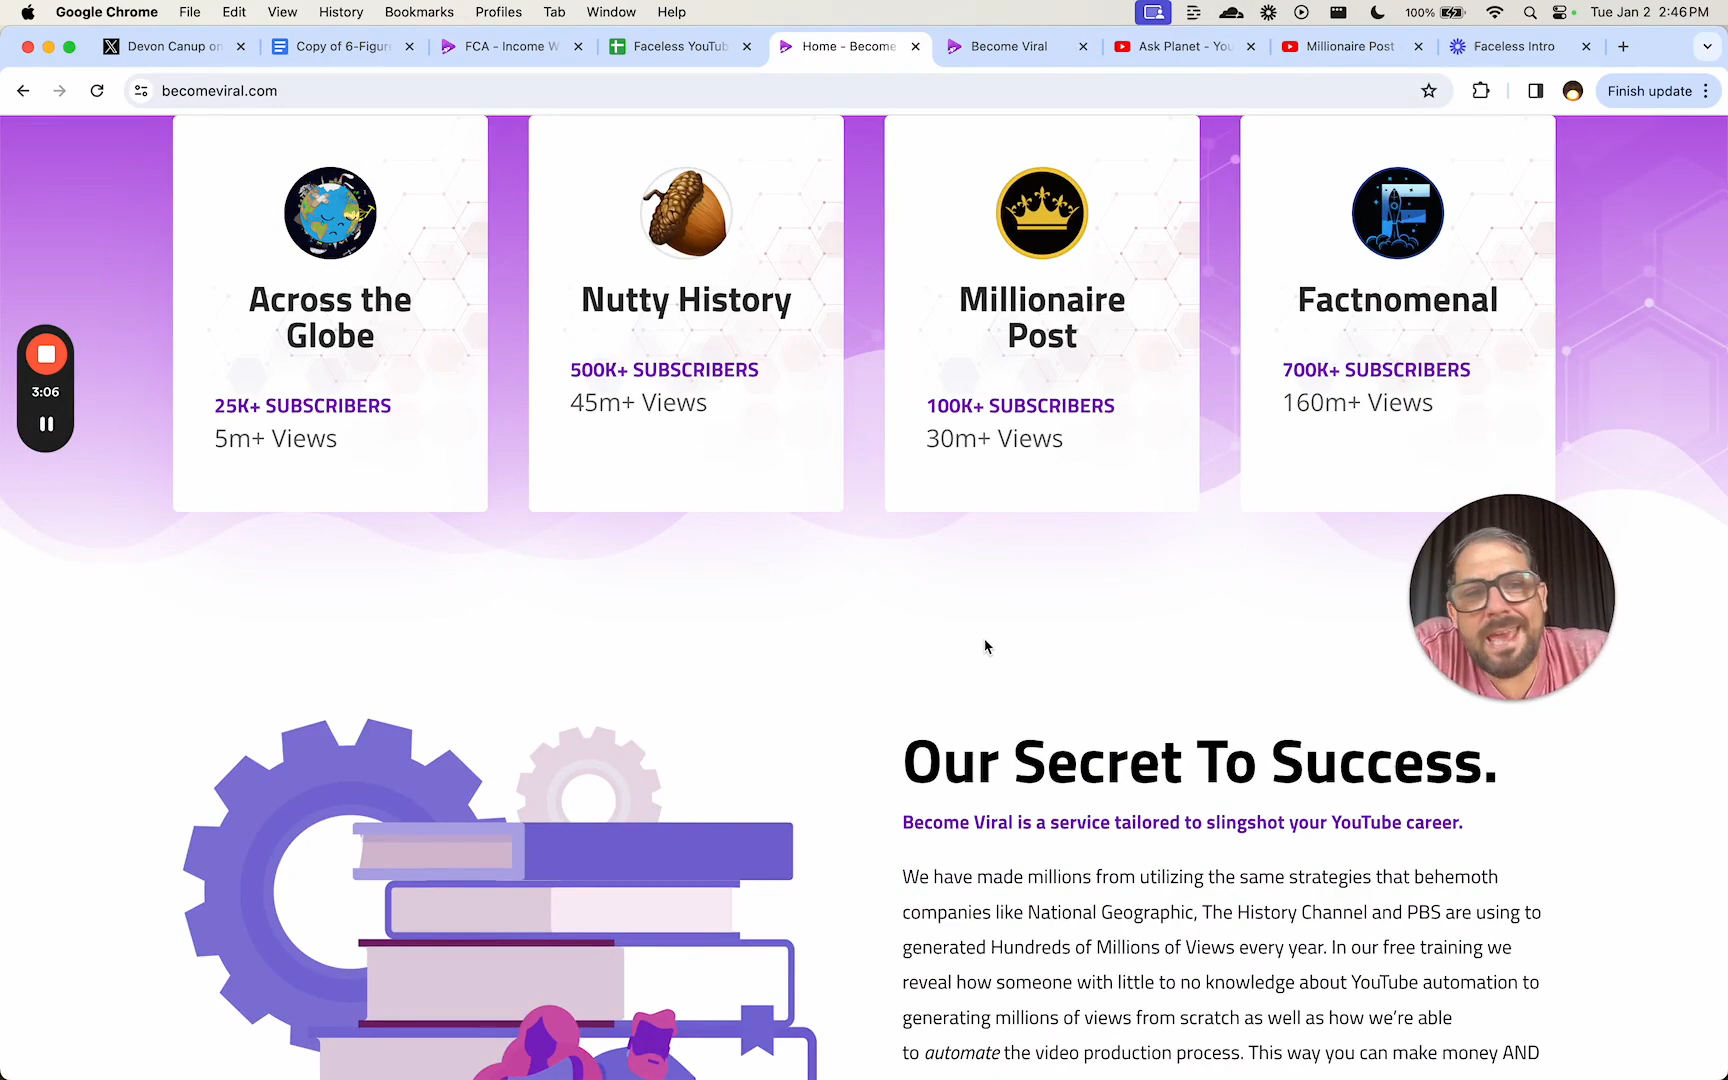 Google Chrome File Edit View History Bookmarks Profiles Tab Window Help 100% Tue Jan 2 2:46 PM
Devon Canup on Copy of 6-Figure FCA - Income W Faceless YouTub Home - Become Become Viral Ask Planet - You Millionaire Post Faceless Intro
becomeviral.com Finish update
Across the
Globe
25K+ SUBSCRIBERS
5m+ Views
Nutty History
500K+ SUBSCRIBERS
45m+ Views
Millionaire
Post
100K+ SUBSCRIBERS
30m+ Views
F
Factnomenal
700K+ SUBSCRIBERS
160m+ Views
3:06
Our Secret To Success.
Become Viral is a service tailored to slingshot your YouTube career.
We have made millions from utilizing the same strategies that behemoth
companies like National Geographic, The History Channel and PBS are using to
generated Hundreds of Millions of Views every year. In our free training we
reveal how someone with little to no knowledge about YouTube automation to
generating millions of views from scratch as well as how we're able
to automate the video production process. This way you can make money AND